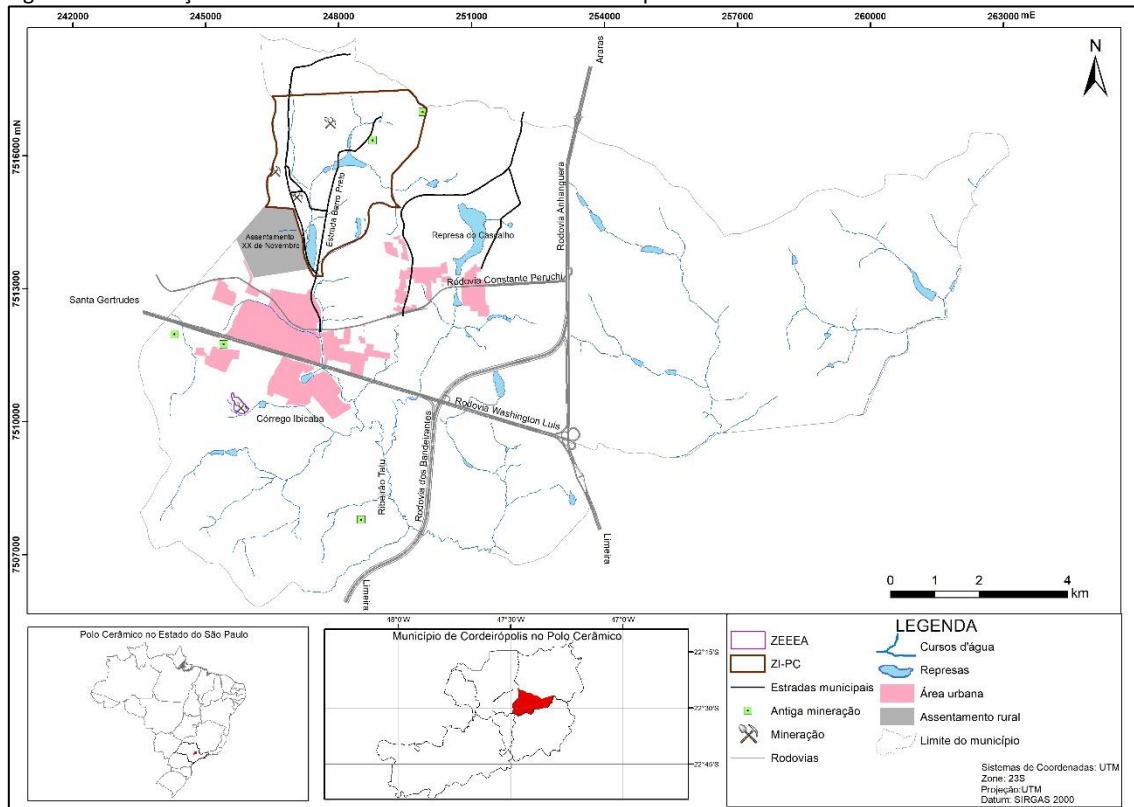 242000 245000 248000 251000 254000 257000 260000 263000 mE
7516000 mN
7513000
7510000
7507000
N
Araras
Estrada Barro Preto
Rodovia Anhanguera
Represa do Cascalho
Assentamento
XX de Novembro
Rodovia Constante Peruchi
Santa Gertrudes
Rodovia Washington Luis
Córrego Ibicaba
Ribeirão Tatu
Rodovia dos Bandeirantes
Limeira
Limeira
0 1 2 4
km
Polo Cerâmico no Estado do São Paulo
Município de Cordeirópolis no Polo Cerâmico
48°0'W 47°30'W 47°0'W
22°15'S
22°30'S
LEGENDA
ZEEEA
ZI-PC
Estradas municipais
Antiga mineração
Mineração
Rodovias
Cursos d'água
Represas
Área urbana
Assentamento rural
Limite do município
Sistemas de Coordenadas: UTM
Zone: 23S
Projeção:UTM
Datum: SIRGAS 2000